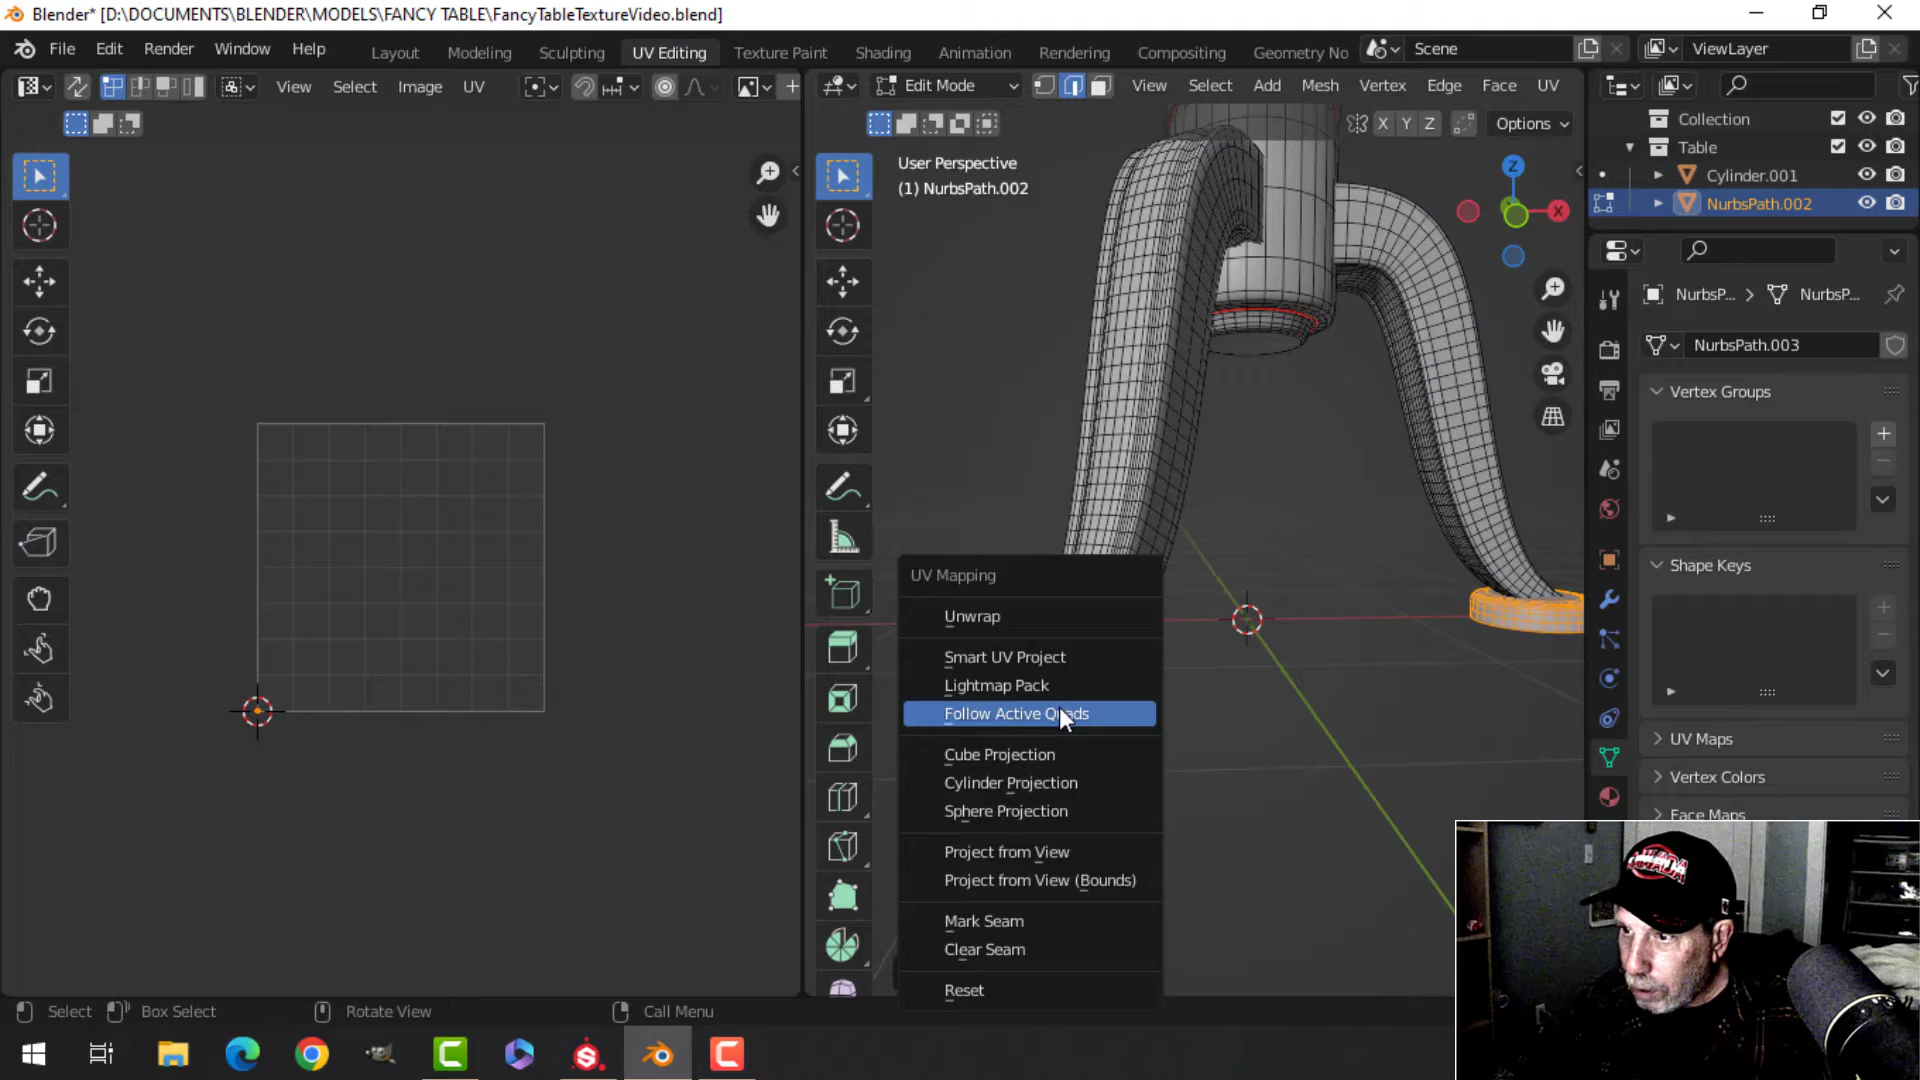 Blender* [D:\DOCUMENTS\BLENDER\MODELS\FANCY TABLE\FancyTableTextureVideo.blend]
File Edit Render Window Help
Layout Modeling Sculpting UV Editing Texture Paint Shading Animation Rendering Compositing Geometry No
Scene
ViewLayer
View Select Image UV
Edit Mode
View Select Add Mesh Vertex Edge Face UV
X Y Z
Options
User Perspective
(1) NurbsPath.002
Z
X
Collection
Table
Cylinder.001
NurbsPath.002
NurbsP... NurbsP...
NurbsPath.003
Vertex Groups
Shape Keys
UV Maps
Vertex Colors
Face Maps
UV Mapping
Unwrap
Smart UV Project
Lightmap Pack
Follow Active Quads
Cube Projection
Cylinder Projection
Sphere Projection
Project from View
Project from View (Bounds)
Mark Seam
Clear Seam
Reset
Select
Box Select
Rotate View
Call Menu
CANADA